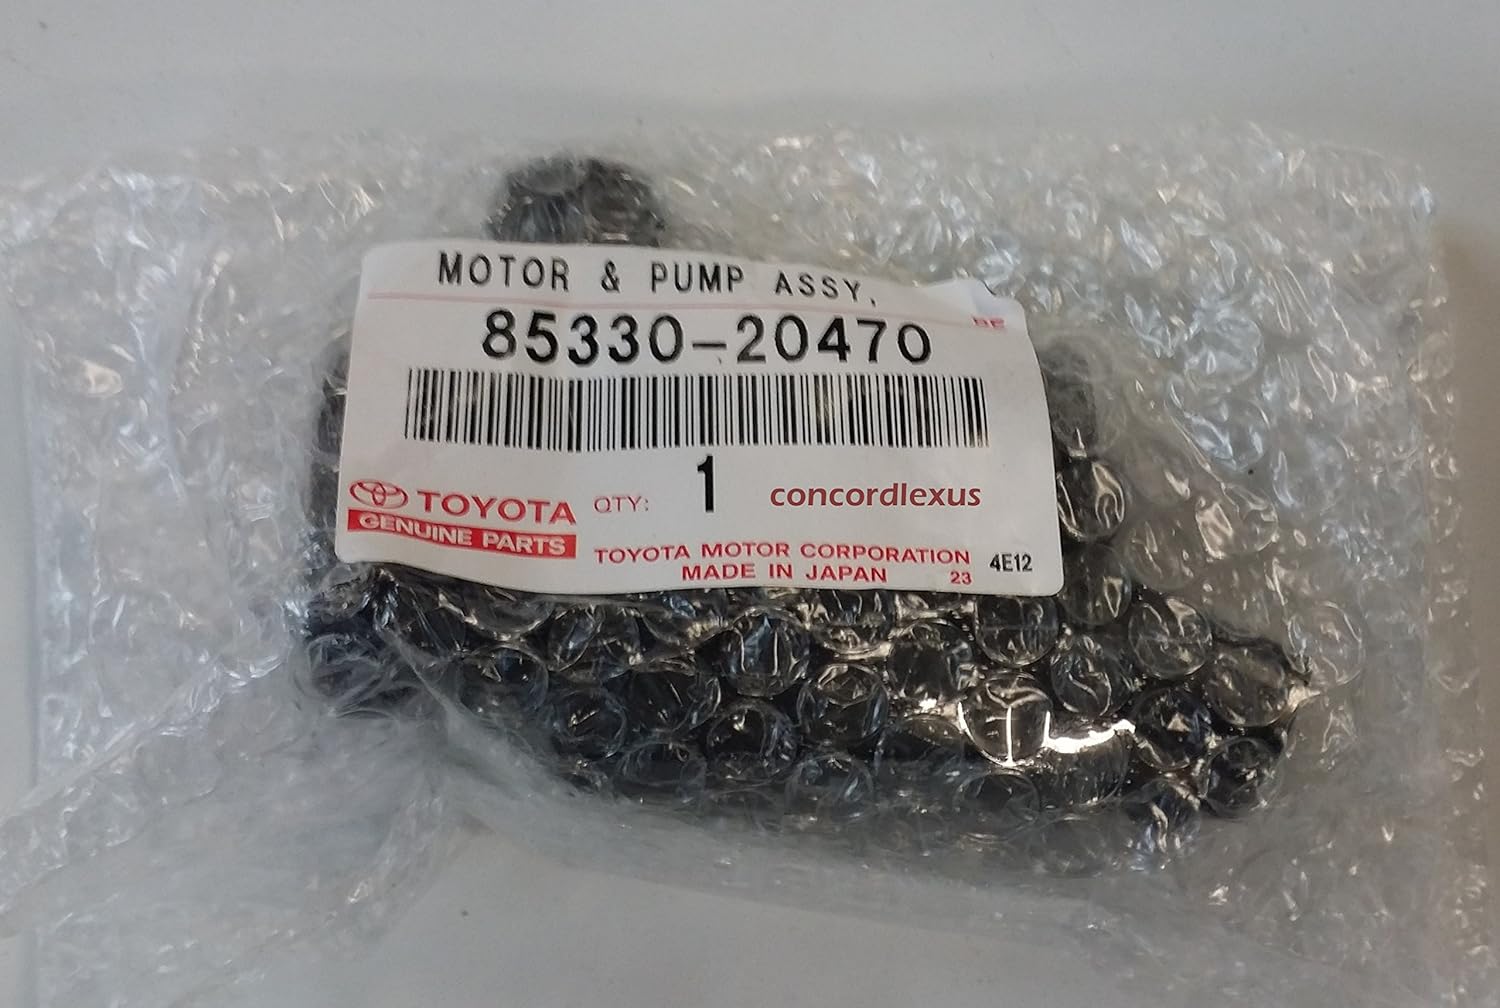 MOTOR & PUMP ASSY,
85330-20470
1
TOYOTA QTY: concordlexus
GENUINE PARTS
TOYOTA MOTOR CORPORATION 4E12
MADE IN JAPAN 23